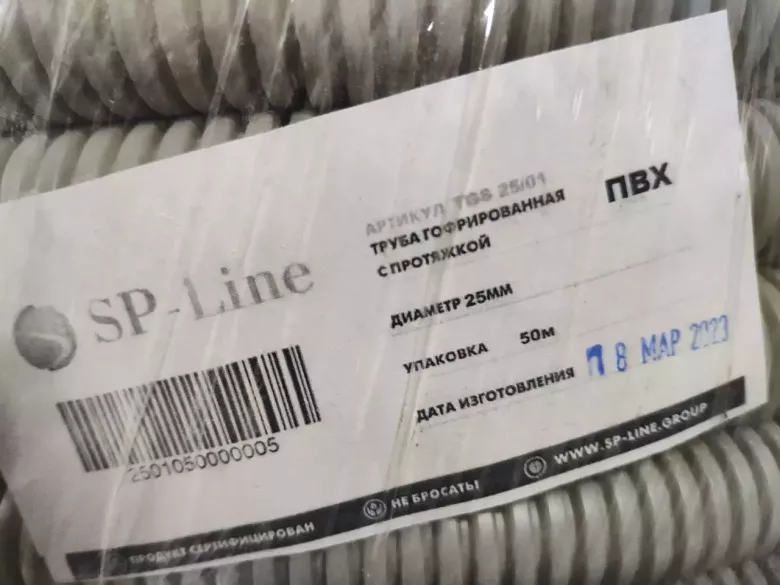 SP-Line
2501050000005
АРТИКУЛ TGS 25/01
ТРУБА ГОФРИРОВАННАЯ
С ПРОТЯЖКОЙ
ПВХ
ДИАМЕТР 25ММ
УПАКОВКА 50м
ДАТА ИЗГОТОВЛЕНИЯ 8 МАР
ПРОДУКТ СЕРТИФИЦИРОВАН
НЕ БРОСАТЬ!
WWW.SP-LINE.GROUP